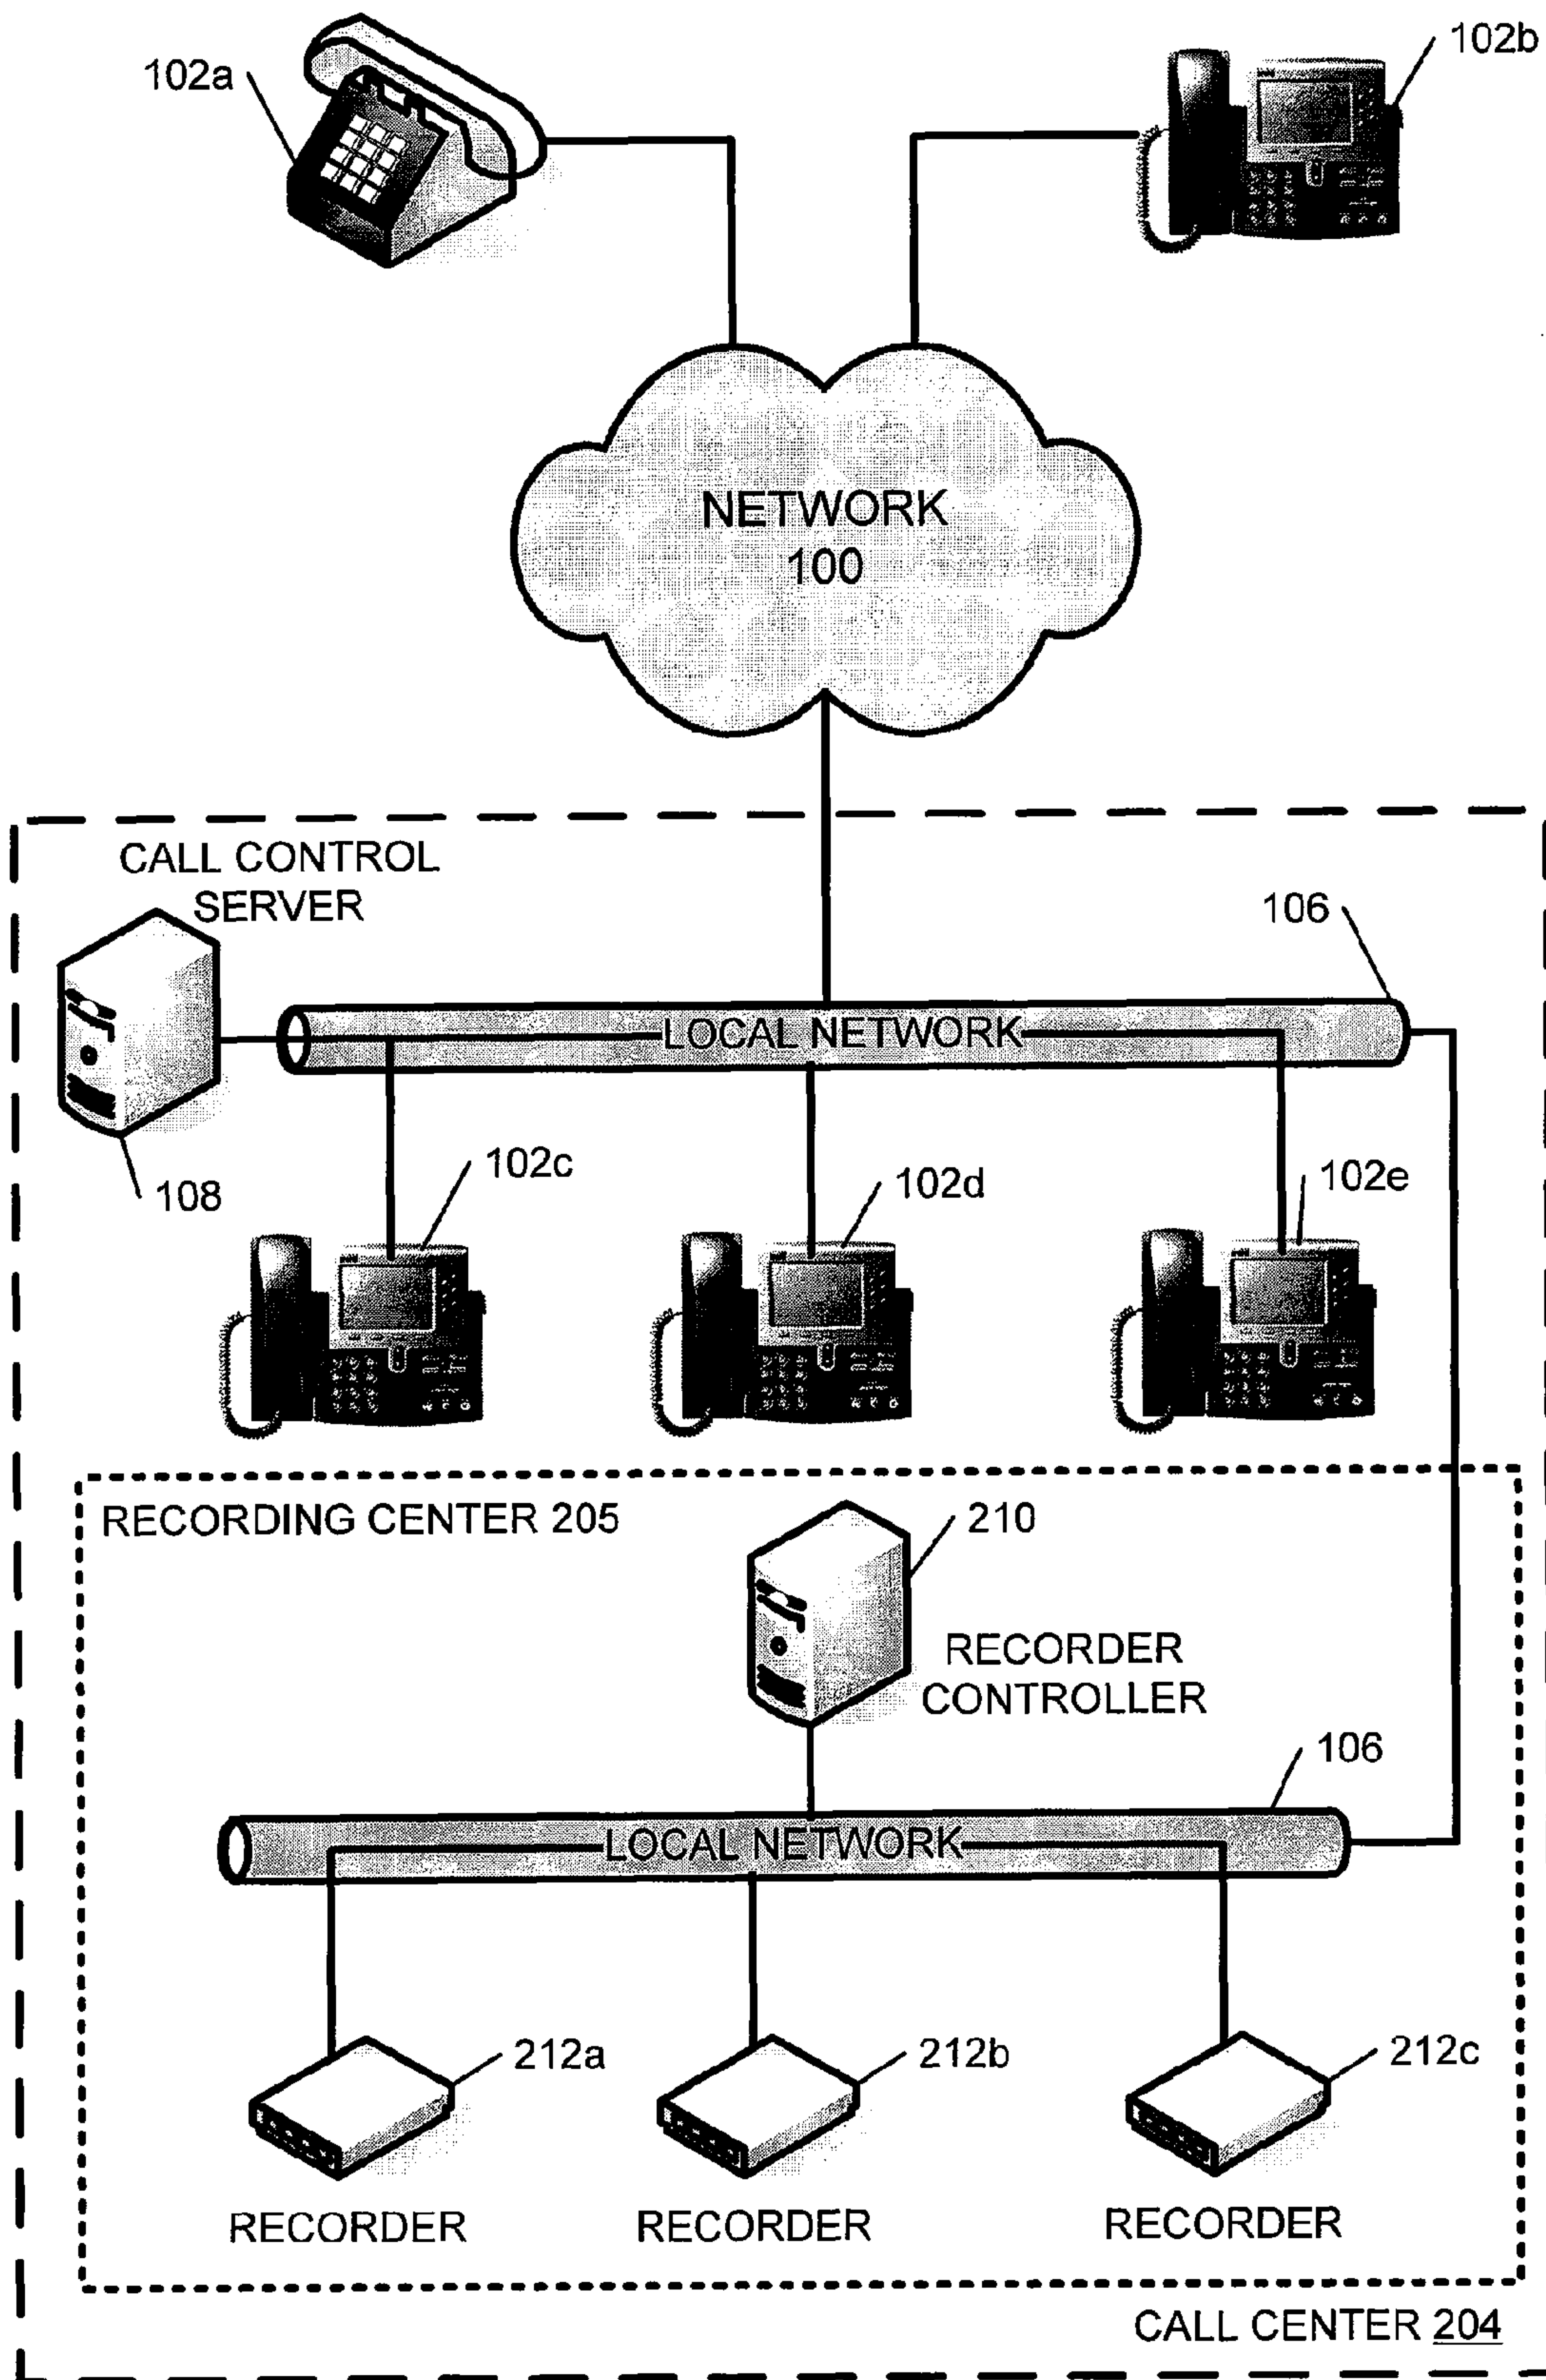 102a
102b
NETWORK
100
CALL CONTROL
SERVER
106
LOCAL NETWORK
108
102c
102d
102e
RECORDING CENTER 205
210
RECORDER
CONTROLLER
106
LOCAL NETWORK
212a
212b
212c
RECORDER
RECORDER
RECORDER
CALL CENTER 204